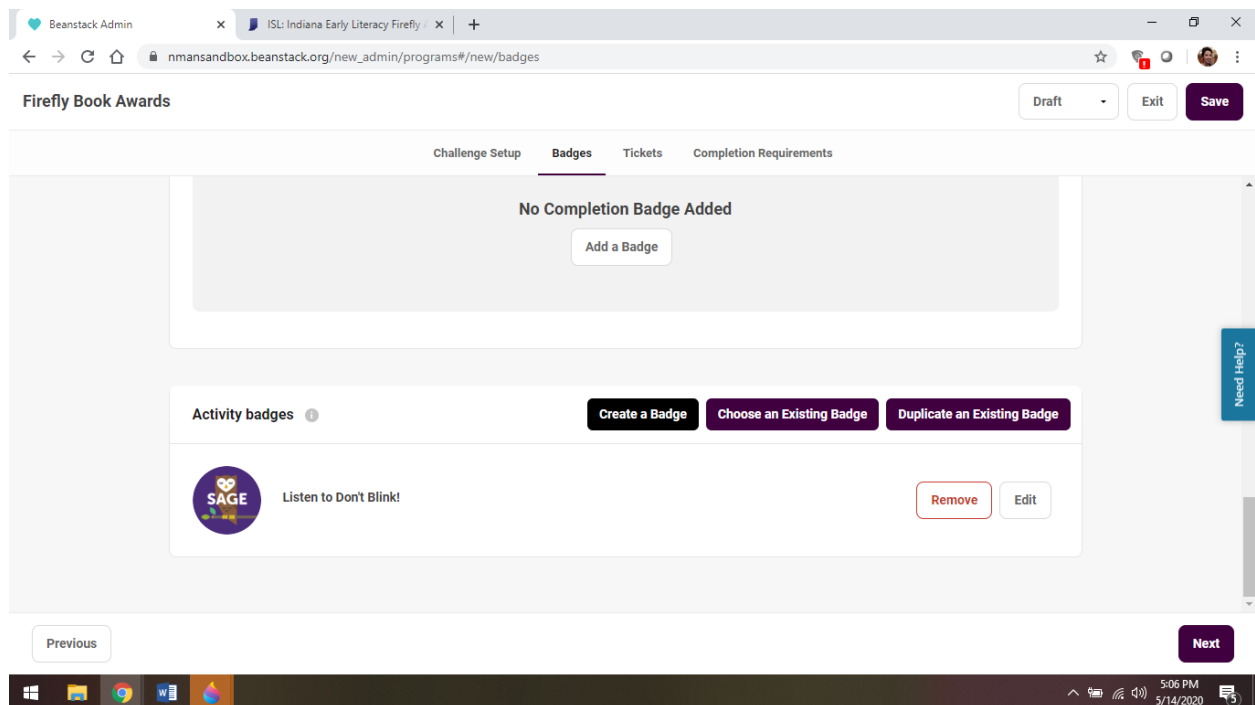 Beanstack Admin
ISL: Indiana Early Literacy Firefly
nmansandbox.beanstack.org/new_admin/programs#/new/badges
Firefly Book Awards
Draft
Exit
Save
Challenge Setup
Badges
Tickets
Completion Requirements
No Completion Badge Added
Add a Badge
Need Help?
Activity badges
Create a Badge
Choose an Existing Badge
Duplicate an Existing Badge
SAGE
Listen to Don't Blink!
Remove
Edit
Previous
Next
5:06 PM
5/14/2020
5